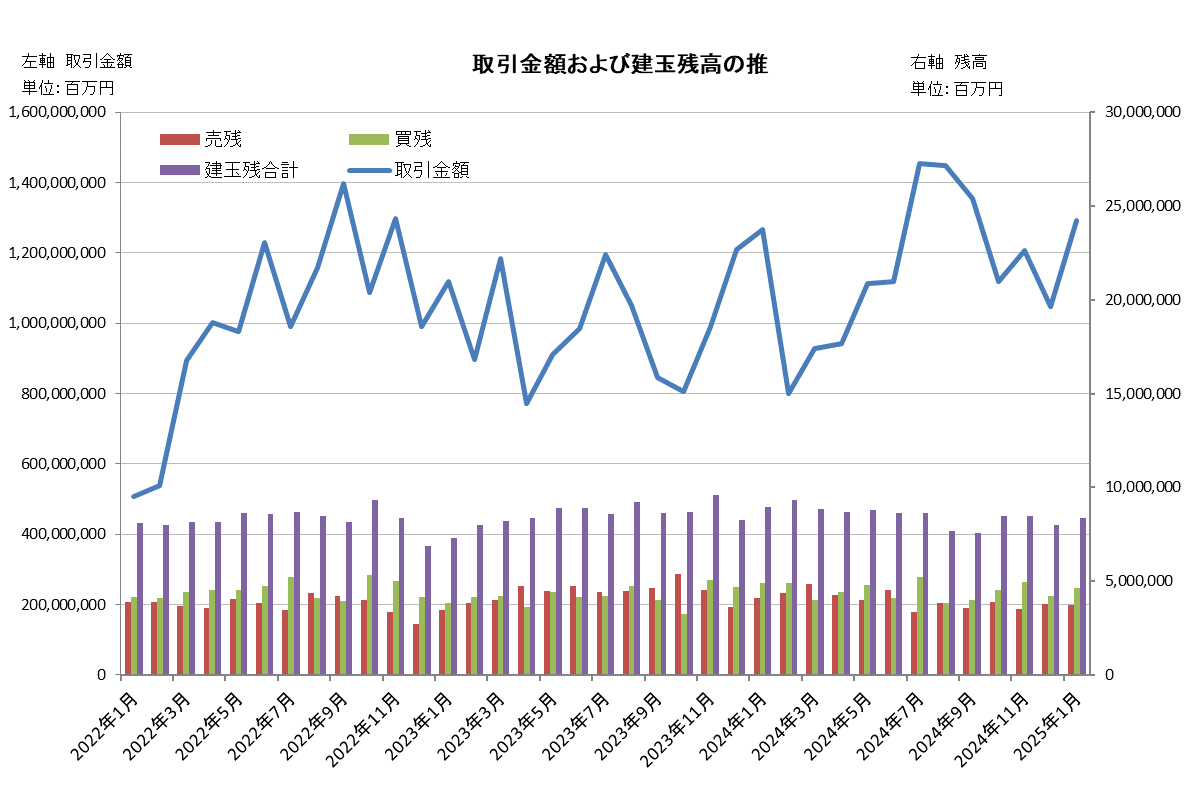 取引金額および建玉残高の推
左軸 取引金額
単位: 百万円
右軸 残高
単位: 百万円
売残
買残
建玉残合計
取引金額
1,600,000,000
1,400,000,000
1,200,000,000
1,000,000,000
800,000,000
600,000,000
400,000,000
200,000,000
0
30,000,000
25,000,000
20,000,000
15,000,000
10,000,000
5,000,000
0
2022年1月
2022年3月
2022年5月
2022年7月
2022年9月
2022年11月
2023年1月
2023年3月
2023年5月
2023年7月
2023年9月
2023年11月
2024年1月
2024年3月
2024年5月
2024年7月
2024年9月
2024年11月
2025年1月